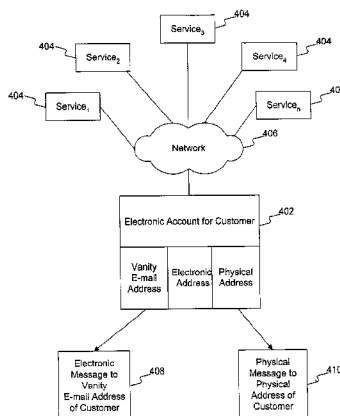 404
Service3
404
404
Service2
Service4
404
40
Service1
Servicen
Network
406
Electronic Account for Customer
402
Vanity
E-mail
Address
Electronic
Address
Physical
Address
Electronic
Message to
Vanity
E-mail Address
of Customer
408
Physical
Message to
Physical
Address of
Customer
410